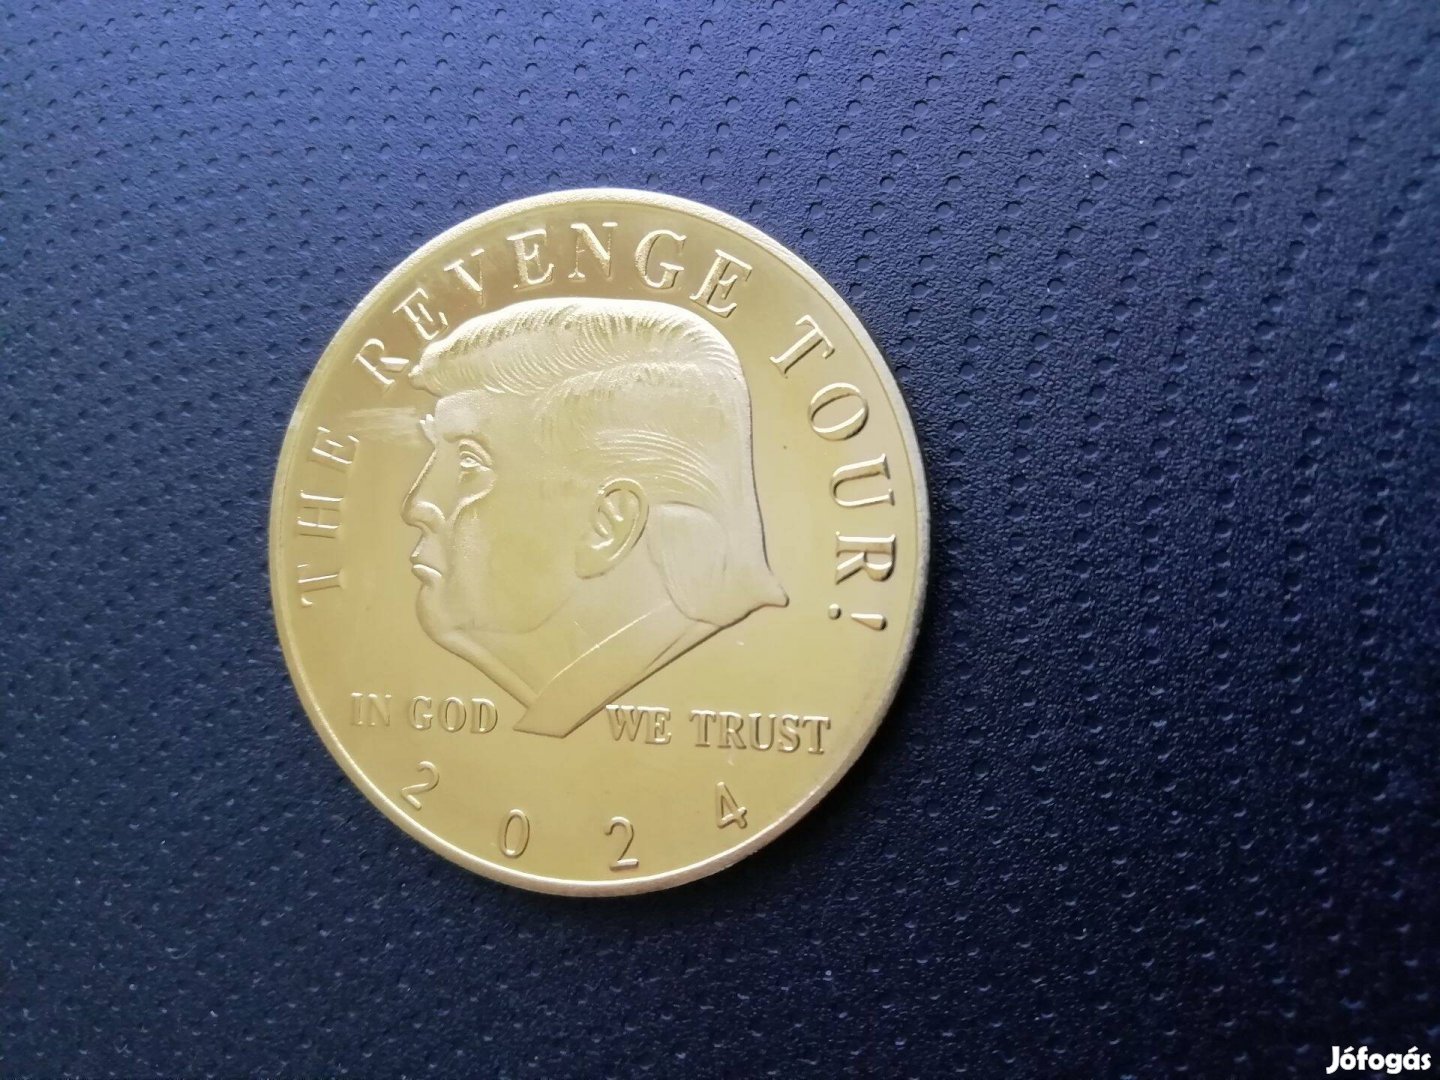 THE REVENGE TOUR!
IN GOD WE TRUST
2024
Jófogás